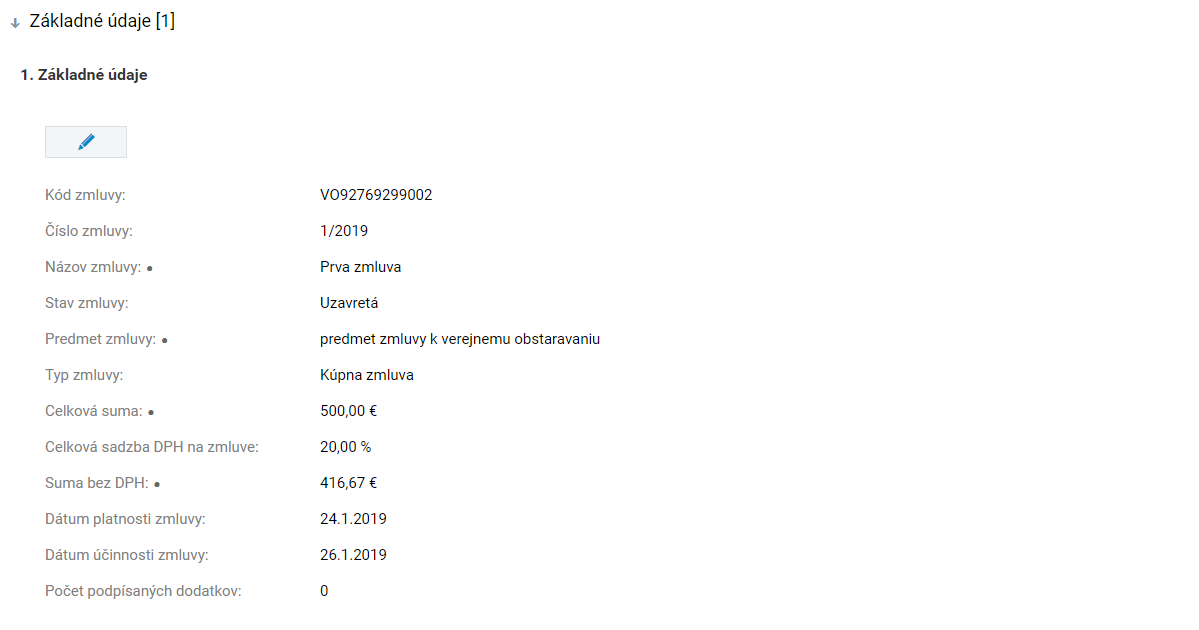 Základné údaje [1]
1. Základné údaje
Kód zmluvy: VO92769299002
Číslo zmluvy: 1/2019
Názov zmluvy: ● Prva zmluva
Stav zmluvy: Uzavretá
Predmet zmluvy: ● predmet zmluvy k verejnemu obstaravaniu
Typ zmluvy: Kúpna zmluva
Celková suma: ● 500,00 €
Celková sadzba DPH na zmluve: 20,00 %
Suma bez DPH: ● 416,67 €
Dátum platnosti zmluvy: 24.1.2019
Dátum účinnosti zmluvy: 26.1.2019
Počet podpísaných dodatkov: 0